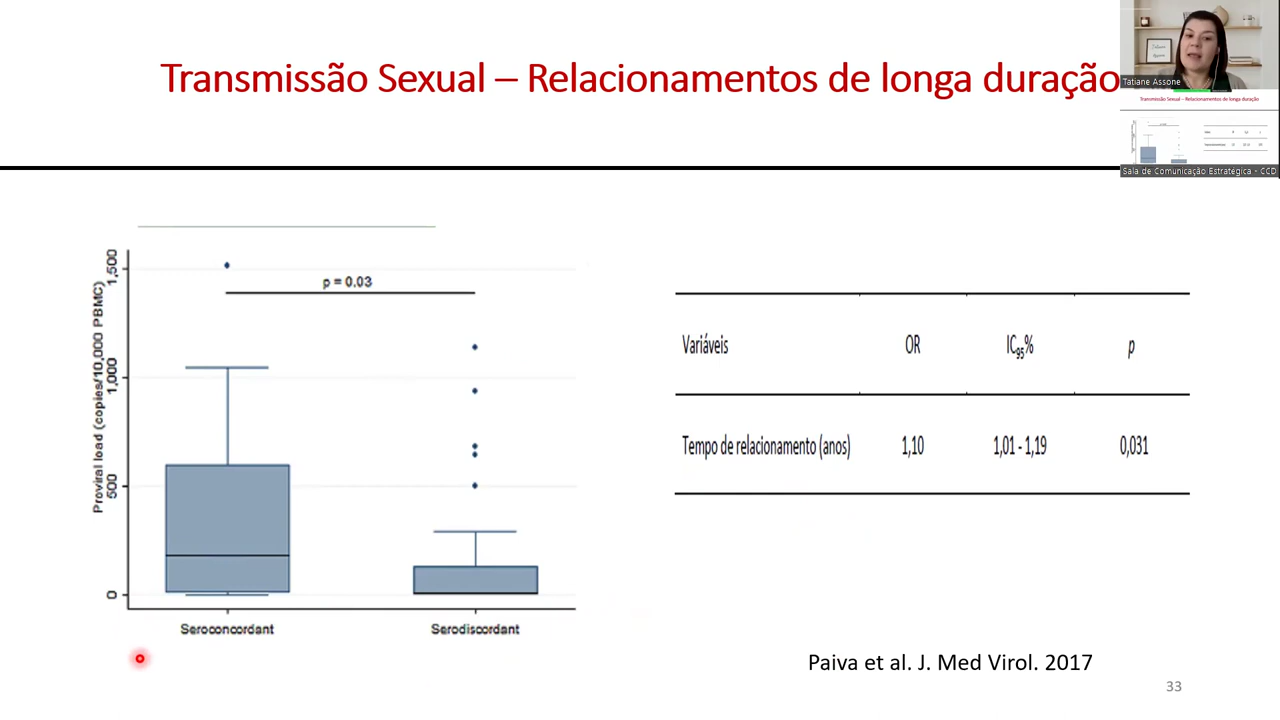 Transmissão Sexual – Relacionamentos de longa duração
Tatiane Assone
Transmissão Sexual – Relacionamentos de longa duração
Sala de Comunicação Estratégica - CCD
Proviral load (copies/10,000 PBMC)
1,500
1,000
500
0
p = 0.03
Seroconcordant
Serodiscordant
Variáveis OR IC95% p
Tempo de relacionamento (anos) 1,10 1,01 - 1,19 0,031
Paiva et al. J. Med Virol. 2017
33